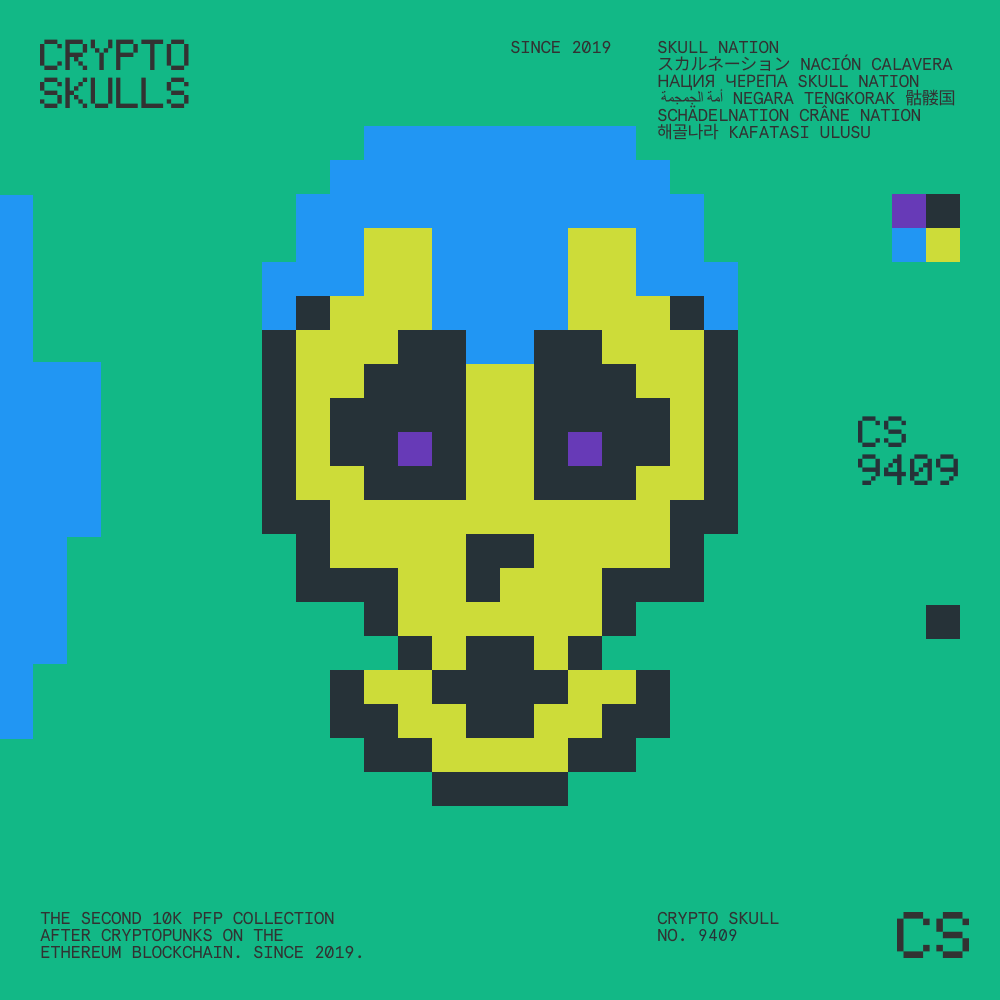 CRYPTO
SKULLS
SINCE 2019
SKULL NATION
スカルネーション NACIÓN CALAVERA
НАЦИЯ ЧЕРЕПА SKULL NATION
أمة الجمجمة NEGARA TENGKORAK 骷髅国
SCHÄDELNATION CRÂNE NATION
해골나라 KAFATASI ULUSU
CS
9409
THE SECOND 10K PFP COLLECTION
AFTER CRYPTOPUNKS ON THE
ETHEREUM BLOCKCHAIN. SINCE 2019.
CRYPTO SKULL
NO. 9409
CS